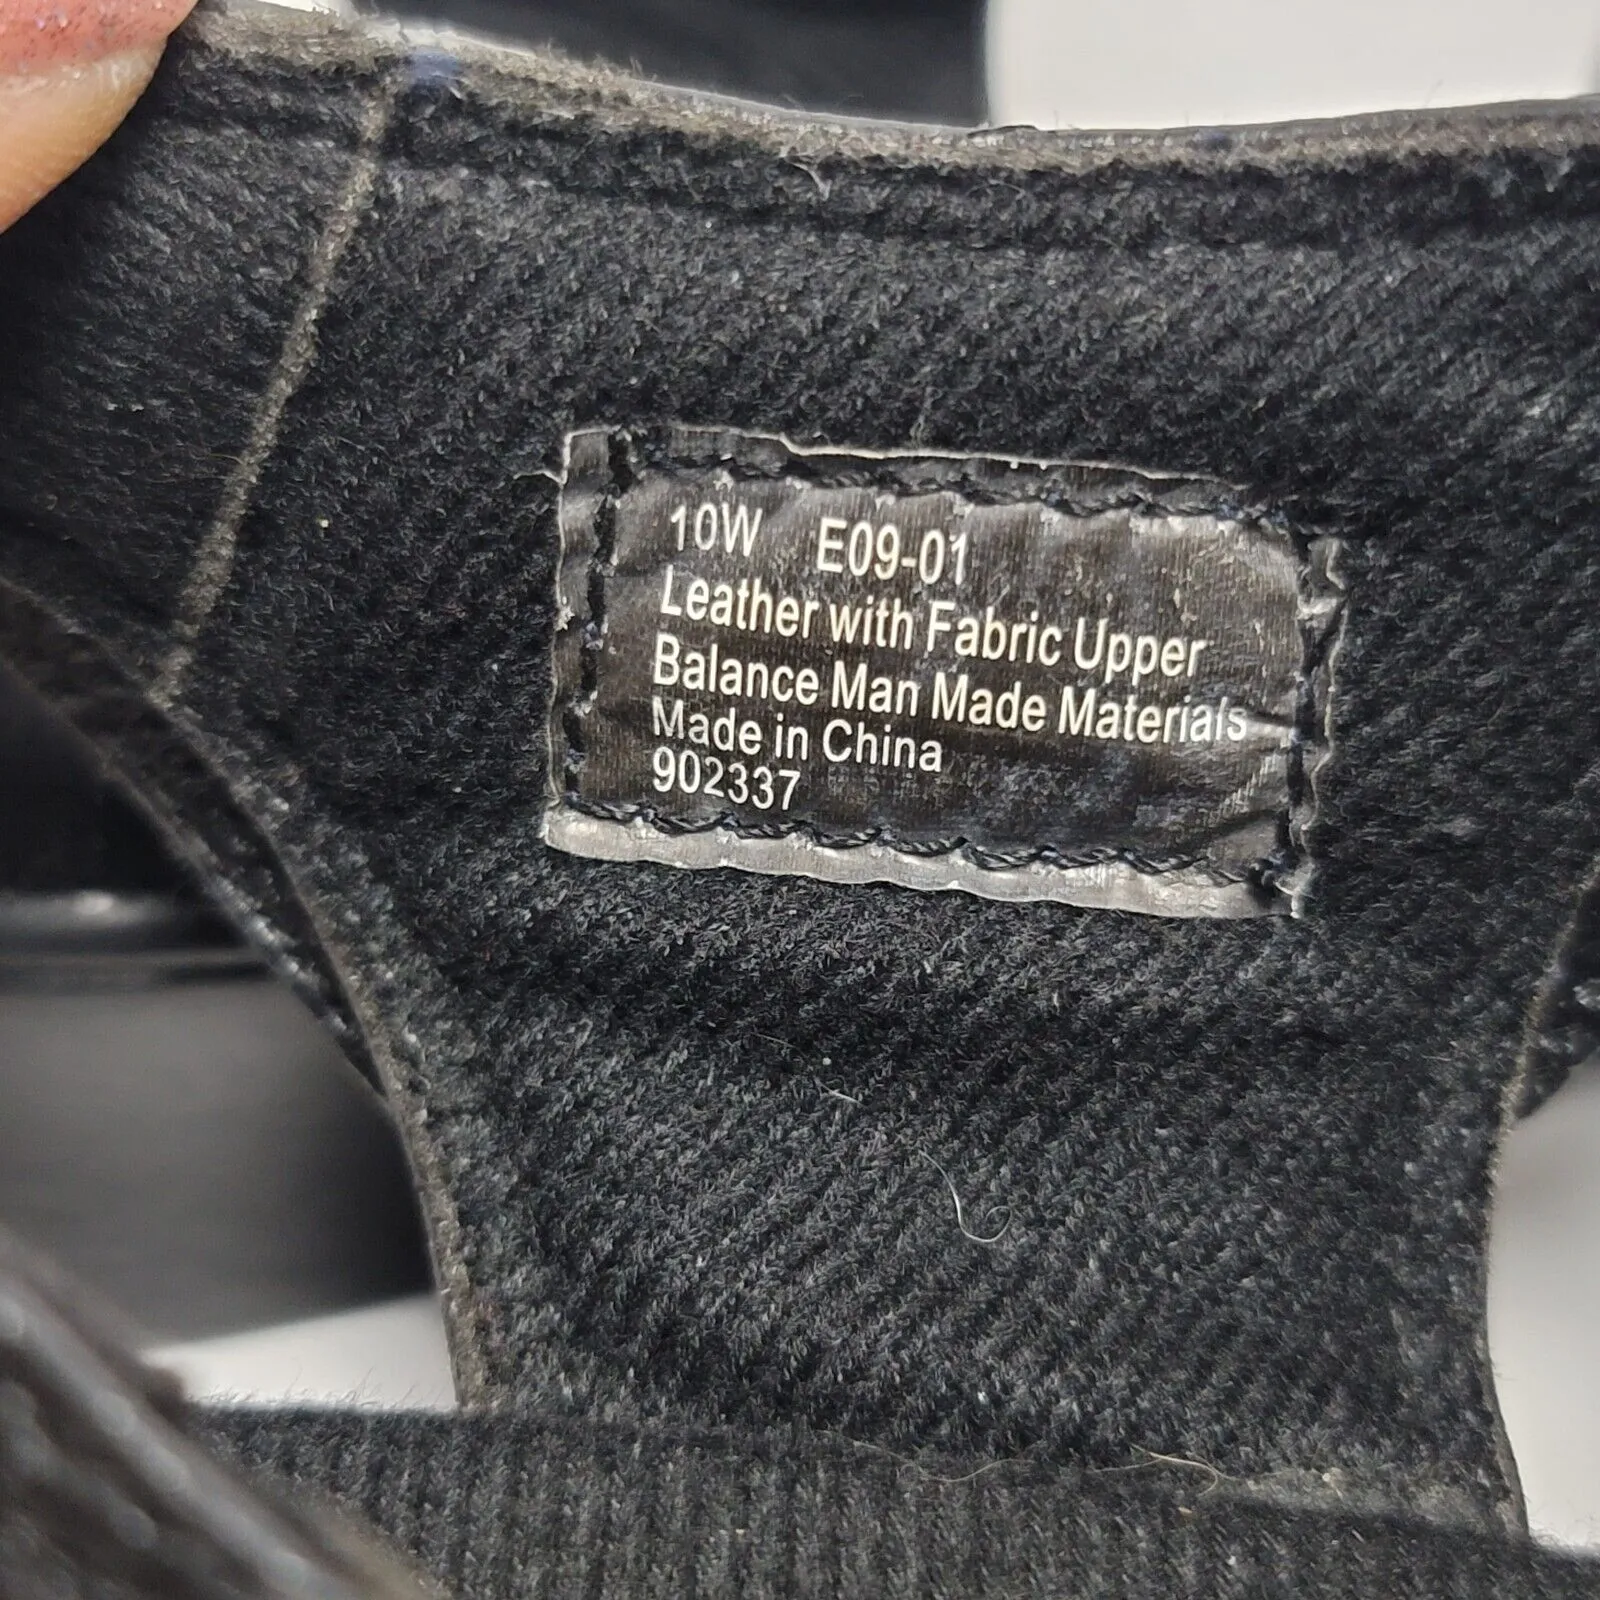 10W E09-01
Leather with Fabric Upper
Balance Man Made Materials
Made in China
902337